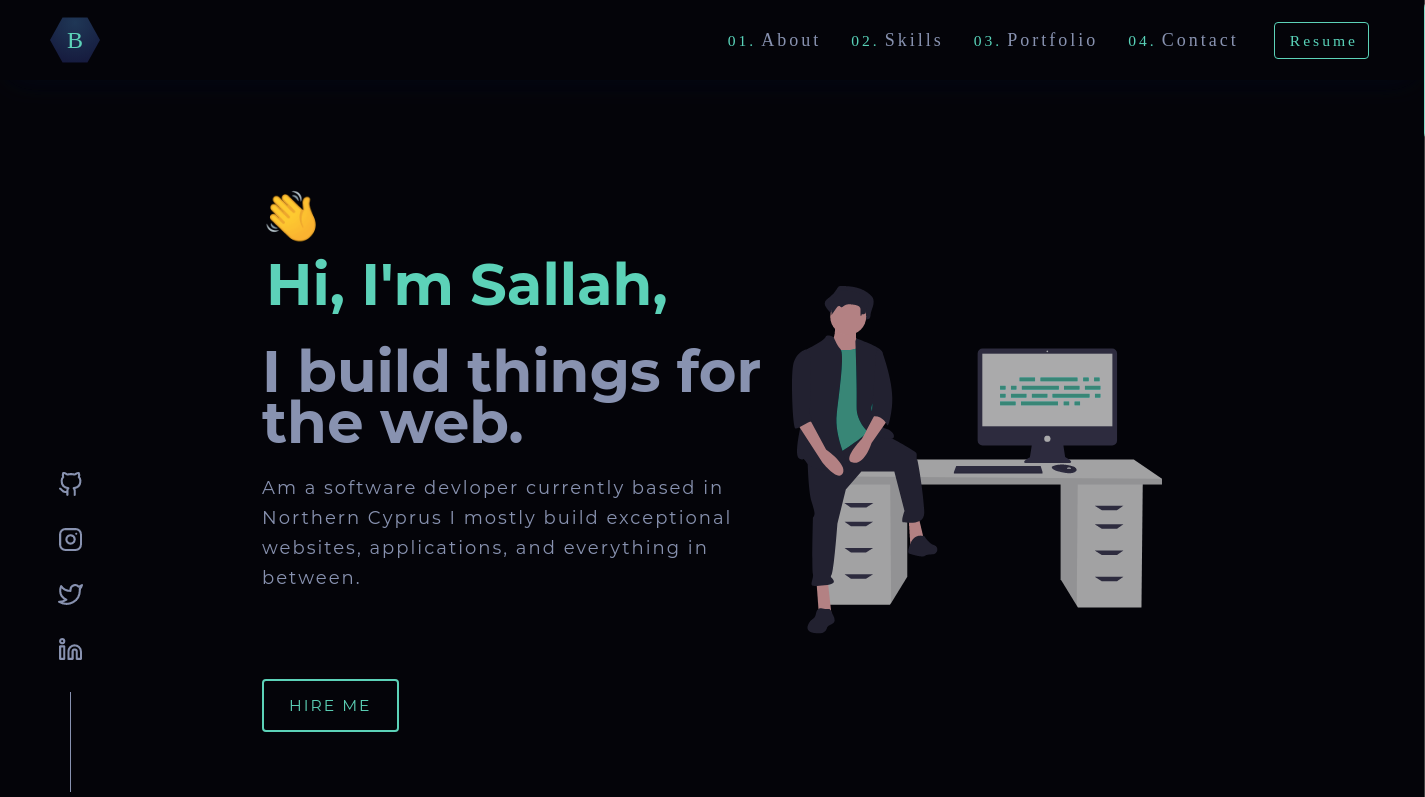 B
01. About 02. Skills 03. Portfolio 04. Contact Resume
Hi, I'm Sallah,
I build things for
the web.
Am a software devloper currently based in
Northern Cyprus I mostly build exceptional
websites, applications, and everything in
between.
HIRE ME